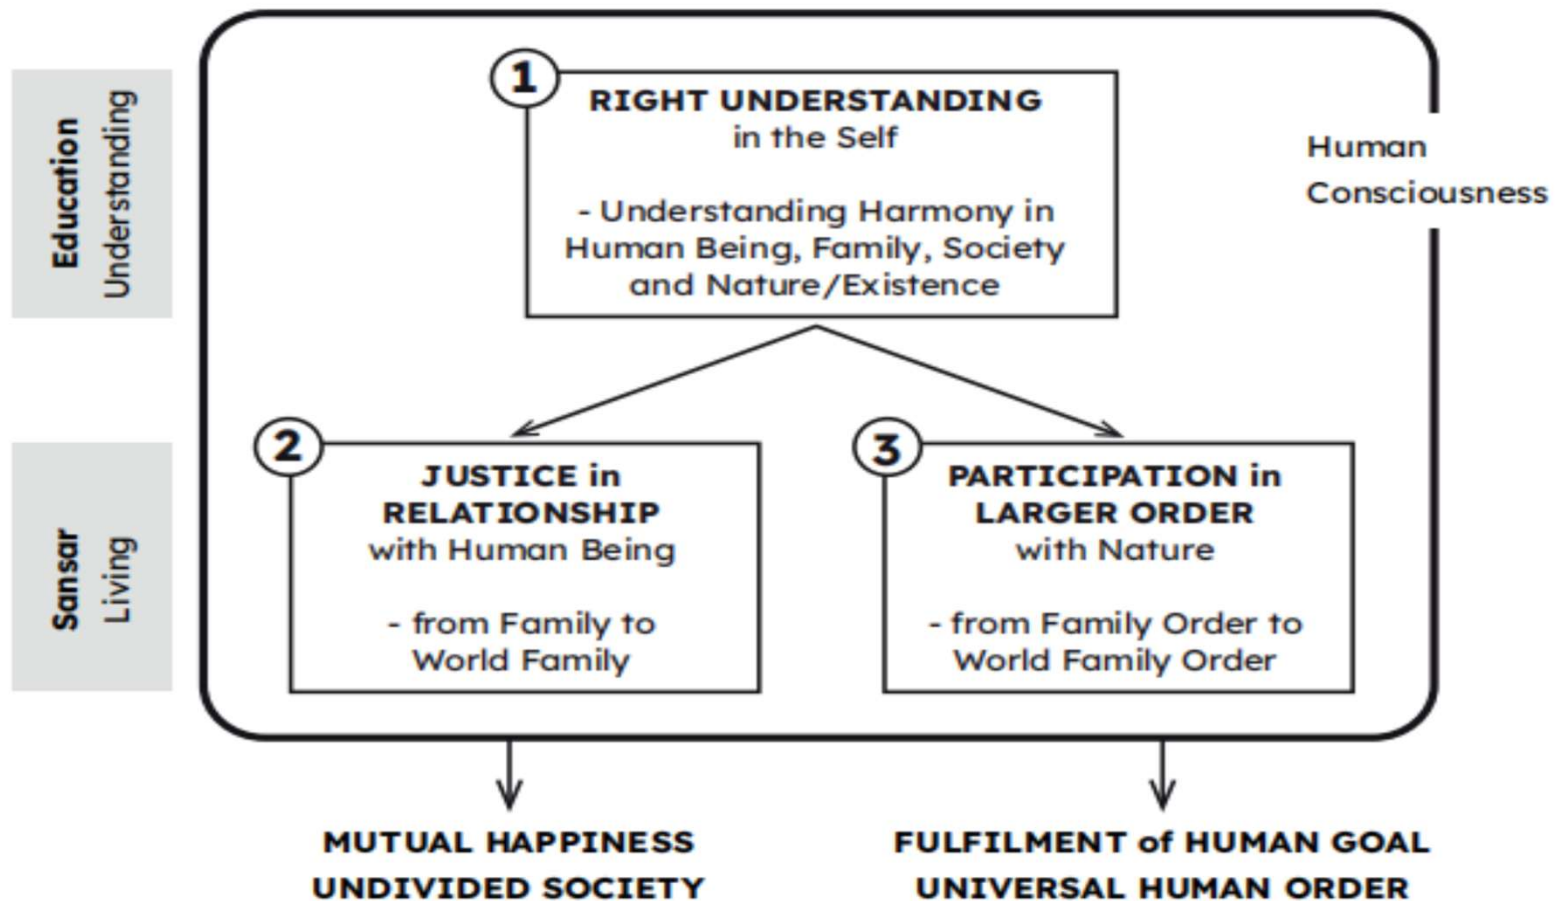 Education
Understanding
1
RIGHT UNDERSTANDING
in the Self
- Understanding Harmony in
Human Being, Family, Society
and Nature/Existence
Human
Consciousness
Sansar
Living
2
JUSTICE in
RELATIONSHIP
with Human Being
- from Family to
World Family
3
PARTICIPATION in
LARGER ORDER
with Nature
- from Family Order to
World Family Order
MUTUAL HAPPINESS
UNDIVIDED SOCIETY
FULFILMENT of HUMAN GOAL
UNIVERSAL HUMAN ORDER